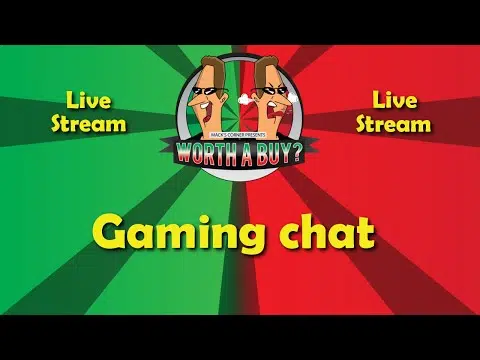 Live
Stream
Live
Stream
MACK'S CORNER PRESENTS
WORTH A BUY?
Gaming chat